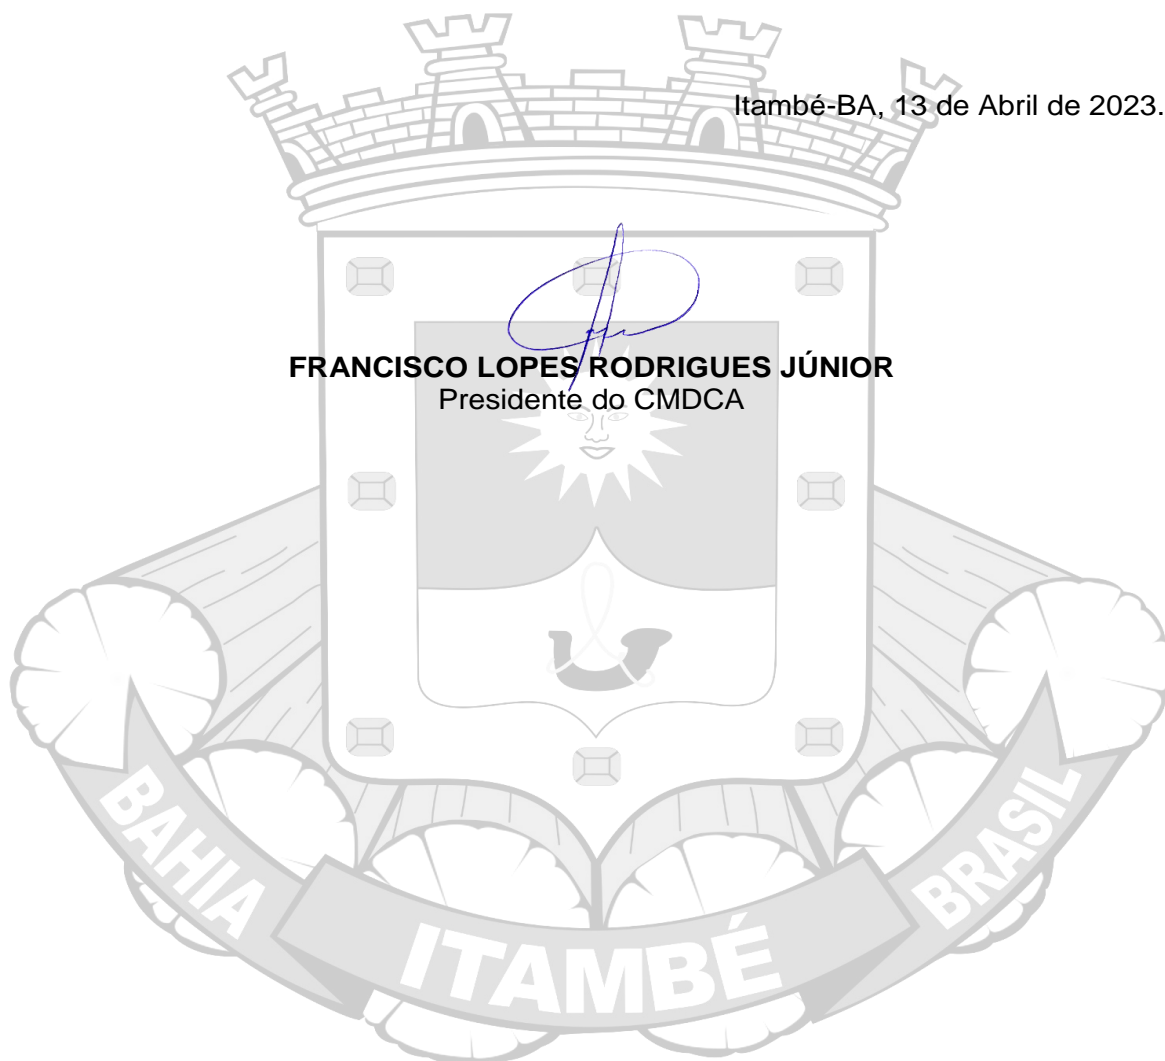 Itambé-BA, 13 de Abril de 2023.
FRANCISCO LOPES RODRIGUES JÚNIOR
Presidente do CMDCA
BAHIA
ITAMBÉ
BRASIL